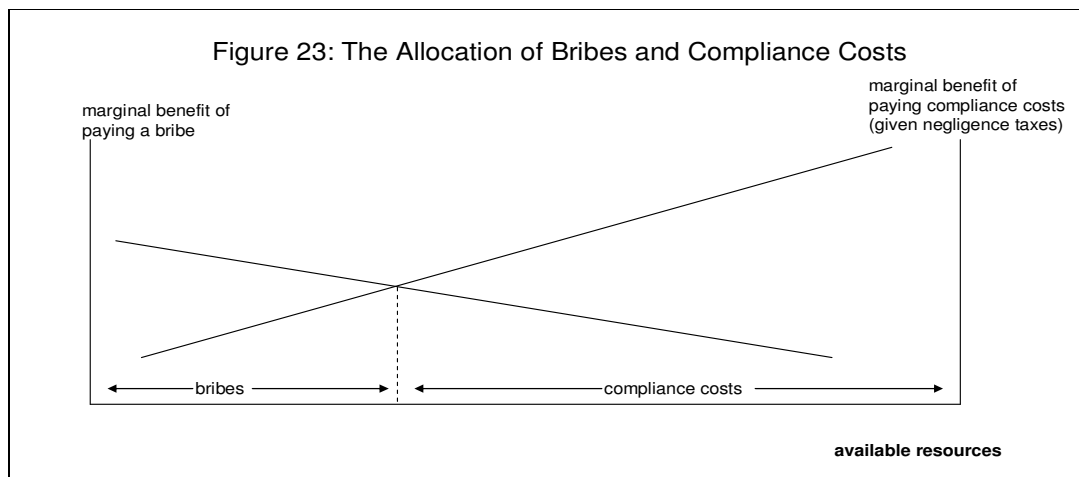 Figure 23: The Allocation of Bribes and Compliance Costs
marginal benefit of
paying a bribe
marginal benefit of
paying compliance costs
(given negligence taxes)
bribes
compliance costs
available resources